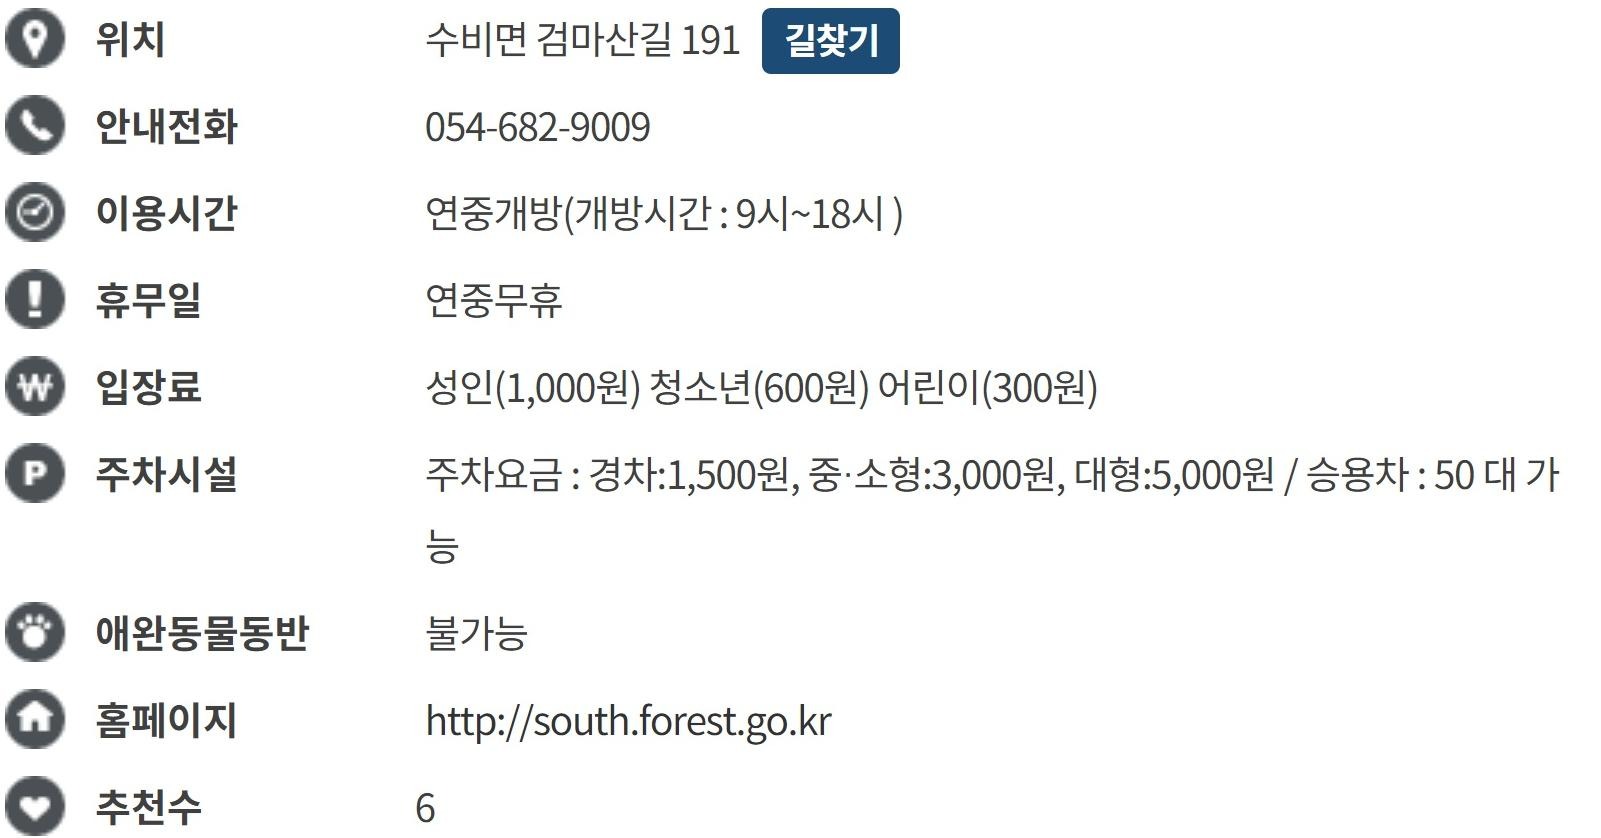 위치 수비면 검마산길 191 길찾기
안내전화 054-682-9009
이용시간 연중개방(개방시간 : 9시~18시 )
휴무일 연중무휴
입장료 성인(1,000원) 청소년(600원) 어린이(300원)
주차시설 주차요금 : 경차:1,500원, 중·소형:3,000원, 대형:5,000원 / 승용차 : 50 대 가
능
애완동물동반 불가능
홈페이지 http://south.forest.go.kr
추천수 6